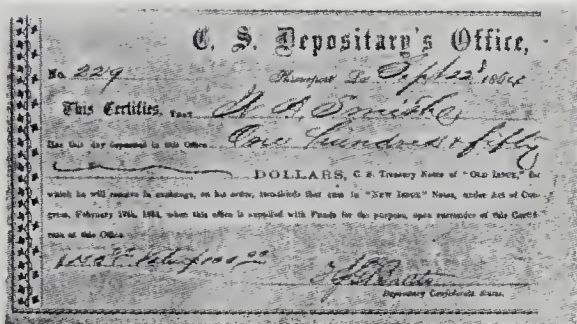 C. S. Depositary's Office,
No. 229 Shreveport La Sept 22d 1864
This Certifies, THAT W. B. Smith
Has this day deposited in this Office One hundred & fifty
DOLLARS, C. S. Treasury Notes of "OLD ISSUE," for
which he will receive in exchange, on his order, two-thirds that sum in "NEW ISSUE" Notes, under Act of Con-
gress, February 17th, 1864, when this office is supplied with Funds for the purpose, upon surrender of this Certifi-
cate at this Office
Depositary Confederate States.